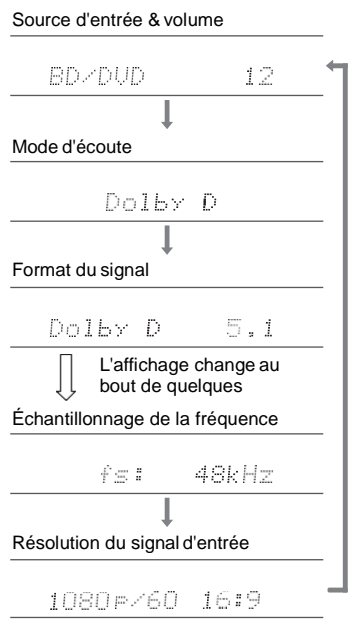 Source d'entrée & volume
BD/DVD 12
Mode d'écoute
Dolby D
Format du signal
Dolby D 5.1
L'affichage change au
bout de quelques
Échantillonnage de la fréquence
fs: 48kHz
Résolution du signal d'entrée
1080p/60 16:9